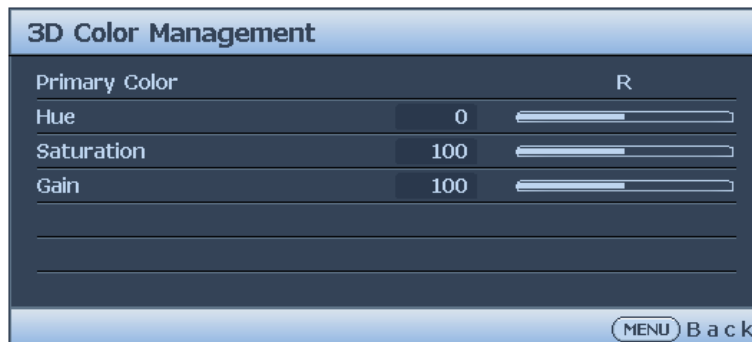 3D Color Management
Primary Color R
Hue 0
Saturation 100
Gain 100
MENU Back